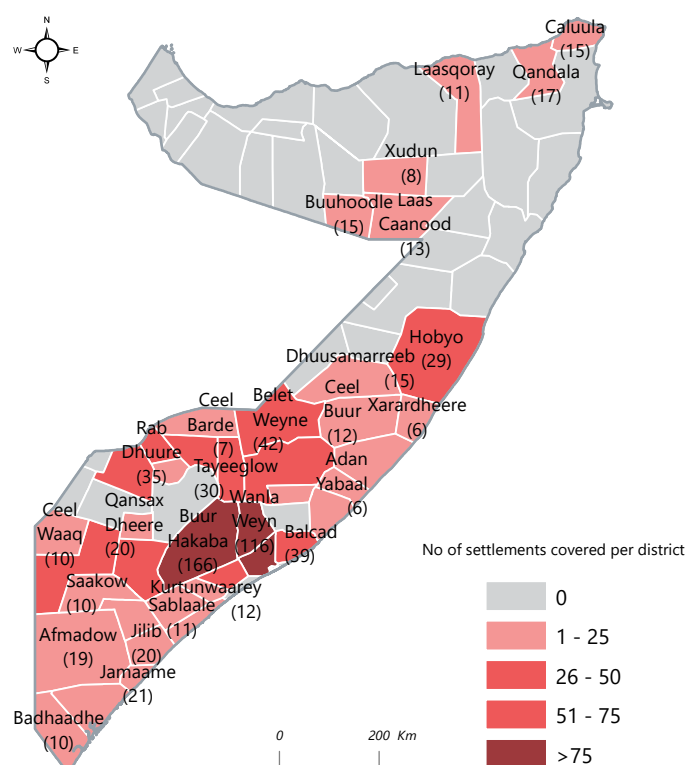 N
W E
S
Caluula
(15)
Laasqoray
(11)
Qandala
(17)
Xudun
(8)
Buuhoodle
(15)
Laas
Caanood
(13)
Hobyo
(29)
Dhuusamarreeb
(15)
Ceel
Buur
(12)
Xarardheere
(6)
Ceel
Barde
(7)
Belet
Weyne
(42)
Rab
Dhuure
(35)
Tayeeglow
(30)
Adan
Yabaal
(6)
Qansax
Dheere
(20)
Wanla
Weyn
(116)
Buur
Hakaba
(166)
Balcad
(39)
Ceel
Waaq
(10)
Saakow
(10)
Kurtunwaarey
(12)
Sablaale
(11)
Afmadow
(19)
Jilib
(20)
Jamaame
(21)
Badhaadhe
(10)
No of settlements covered per district
0
1 - 25
26 - 50
51 - 75
>75
0 200 Km